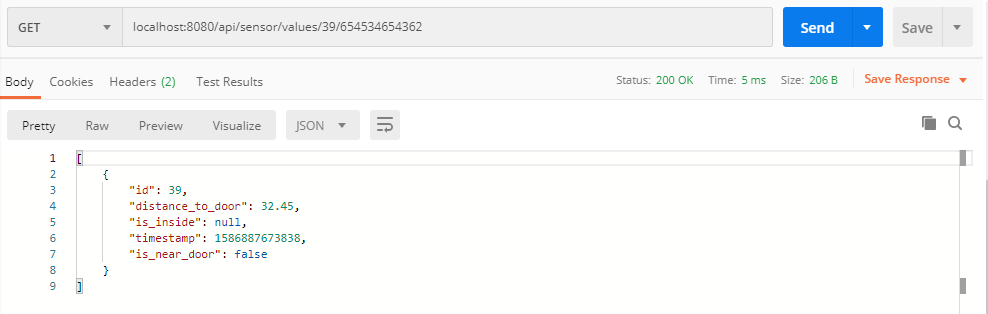 GET localhost:8080/api/sensor/values/39/654534654362 Send Save
Body Cookies Headers (2) Test Results Status: 200 OK Time: 5 ms Size: 206 B Save Response
Pretty Raw Preview Visualize JSON
1 [
2 {
3 "id": 39,
4 "distance_to_door": 32.45,
5 "is_inside": null,
6 "timestamp": 1586887673838,
7 "is_near_door": false
8 }
9 ]